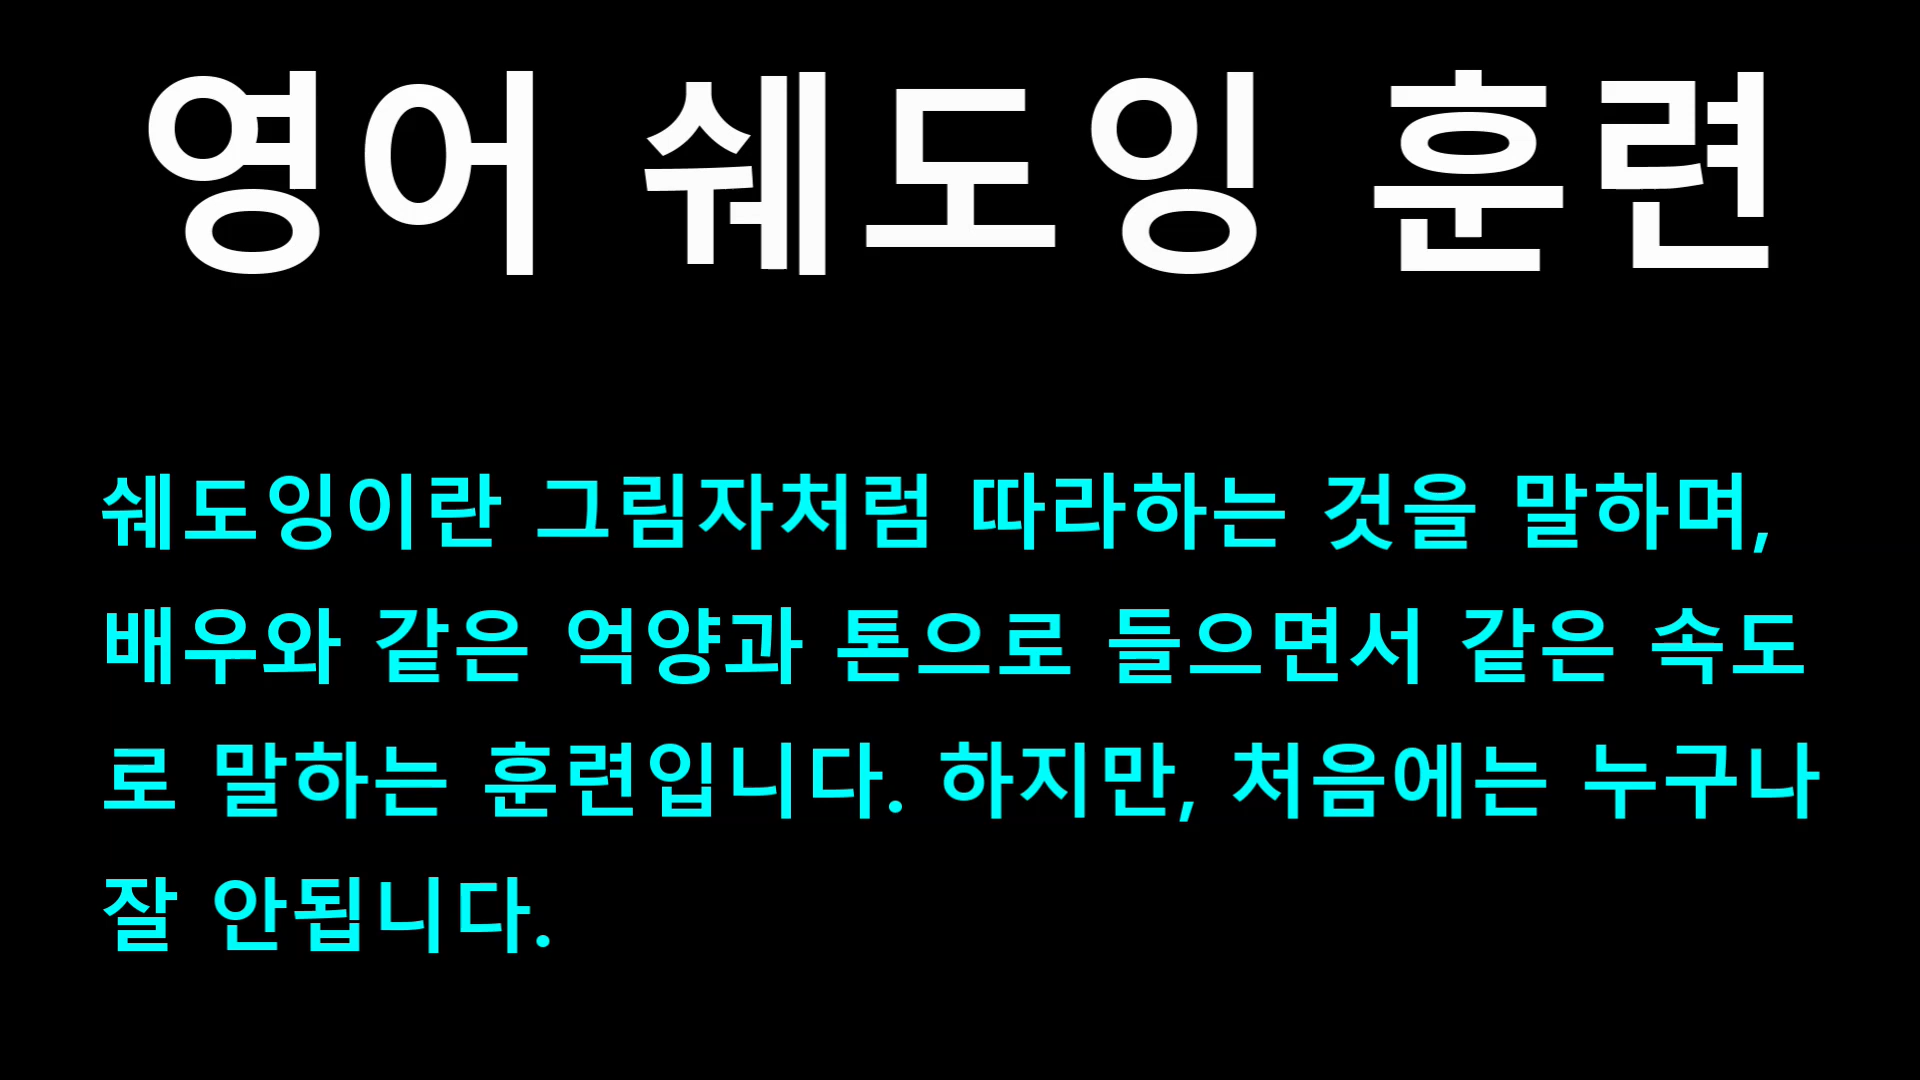 영어 쉐도잉 훈련
쉐도잉이란 그림자처럼 따라하는 것을 말하며,
배우와 같은 억양과 톤으로 들으면서 같은 속도
로 말하는 훈련입니다. 하지만, 처음에는 누구나
잘 안됩니다.